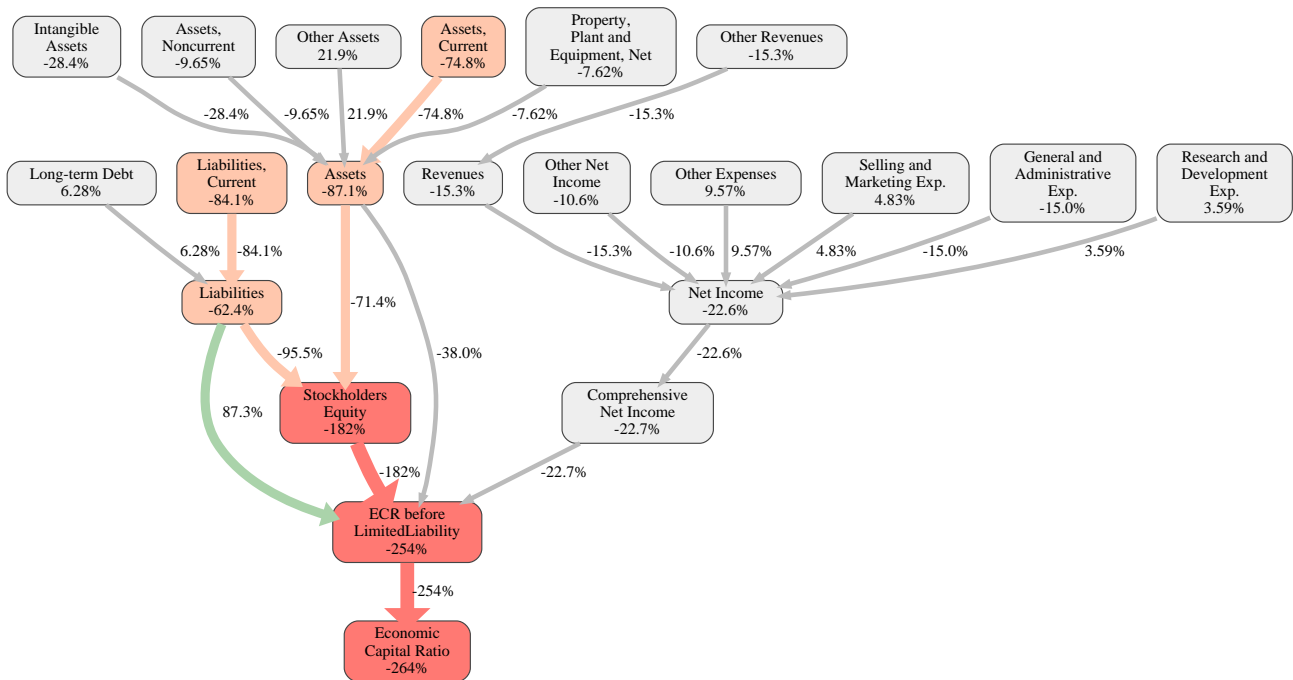 Intangible
Assets
-28.4%
Assets,
Noncurrent
-9.65%
Other Assets
21.9%
Assets,
Current
-74.8%
Property,
Plant and
Equipment, Net
-7.62%
Other Revenues
-15.3%
-28.4%
-9.65%
21.9%
-74.8%
-7.62%
-15.3%
Long-term Debt
6.28%
Liabilities,
Current
-84.1%
Assets
-87.1%
Revenues
-15.3%
Other Net
Income
-10.6%
Other Expenses
9.57%
Selling and
Marketing Exp.
4.83%
General and
Administrative
Exp.
-15.0%
Research and
Development
Exp.
3.59%
6.28%
-84.1%
-15.3%
-10.6%
9.57%
4.83%
-15.0%
3.59%
Liabilities
-62.4%
-71.4%
Net Income
-22.6%
-95.5%
-38.0%
-22.6%
87.3%
Stockholders
Equity
-182%
Comprehensive
Net Income
-22.7%
-182%
-22.7%
ECR before
LimitedLiability
-254%
-254%
Economic
Capital Ratio
-264%